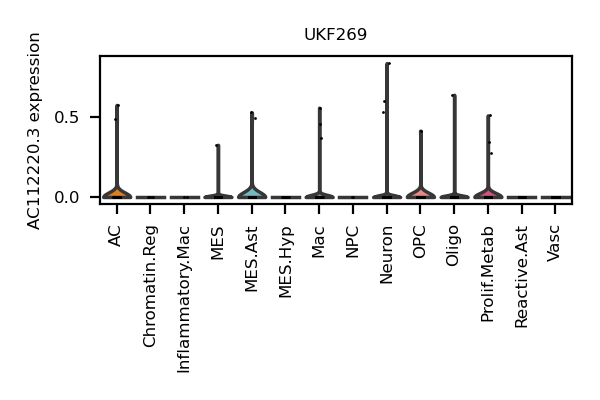 UKF269
AC112220.3 expression
0.5
0.0
AC
Chromatin.Reg
Inflammatory.Mac
MES
MES.Ast
MES.Hyp
Mac
NPC
Neuron
OPC
Oligo
Prolif.Metab
Reactive.Ast
Vasc